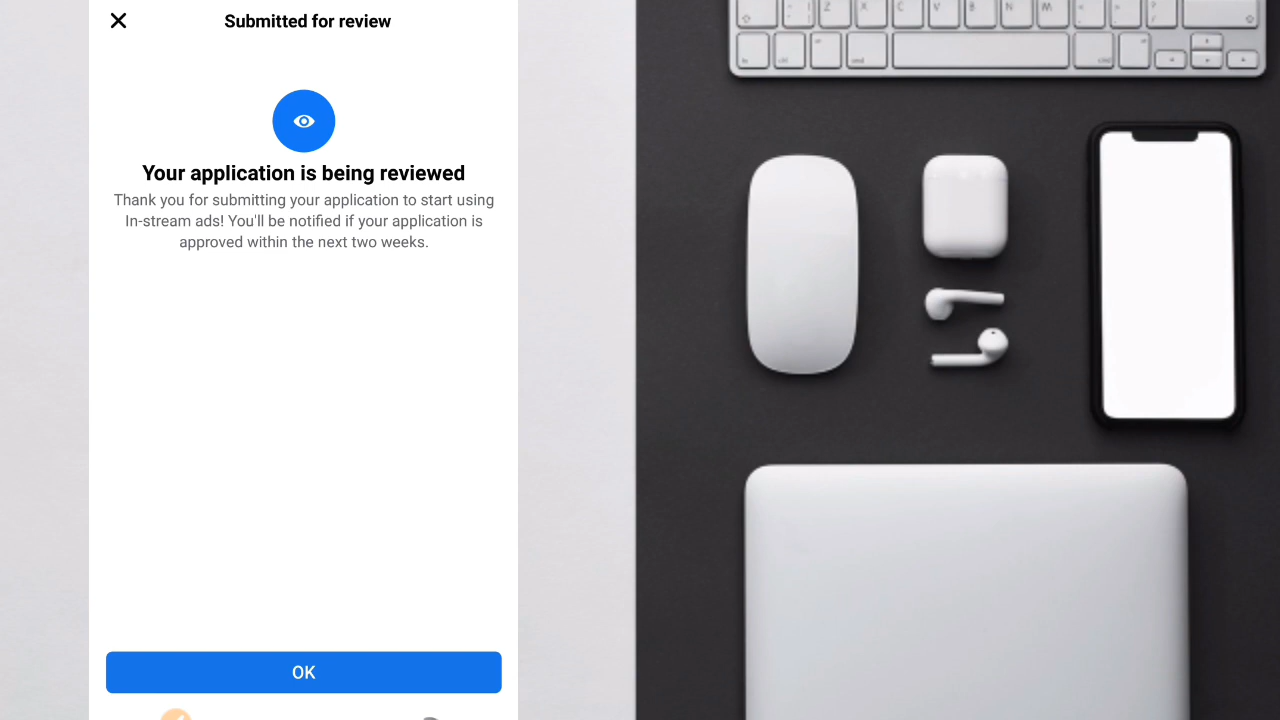 Submitted for review
Your application is being reviewed
Thank you for submitting your application to start using
In-stream ads! You'll be notified if your application is
approved within the next two weeks.
OK
Z X C V B N M